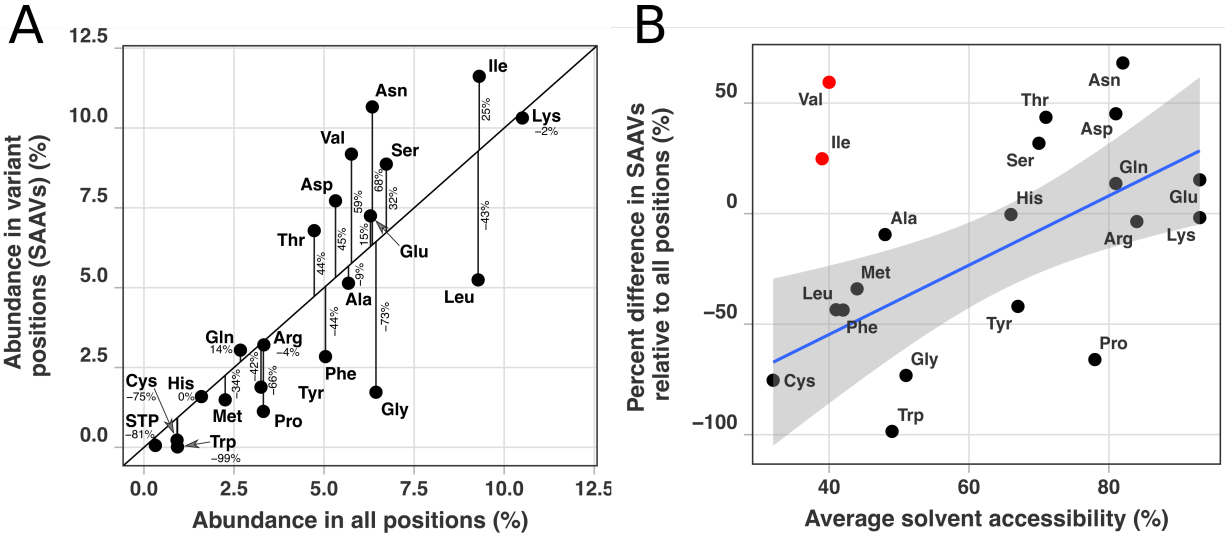 A
B
12.5
10.0
7.5
5.0
2.5
0.0
Abundance in variant
positions (SAAVs) (%)
Ile
Asn
25%
Lys
−2%
Val
Ser
68%
32%
Asp
59%
−43%
Thr
45%
15%
Glu
44%
−9%
Ala
Leu
−44%
−73%
Gln
14%
Arg
−4%
−42%
−66%
−34%
Phe
Cys
−75%
His
0%
Tyr
Met
Pro
Gly
STP
−81%
Trp
−99%
0.0 2.5 5.0 7.5 10.0 12.5
Abundance in all positions (%)
Percent difference in SAAVs
relative to all positions (%)
50
0
−50
−100
Asn
Val
Thr
Asp
Ile
Ser
Gln
His
Glu
Ala
Arg
Lys
Met
Leu
Phe
Tyr
Pro
Gly
Cys
Trp
40 60 80
Average solvent accessibility (%)